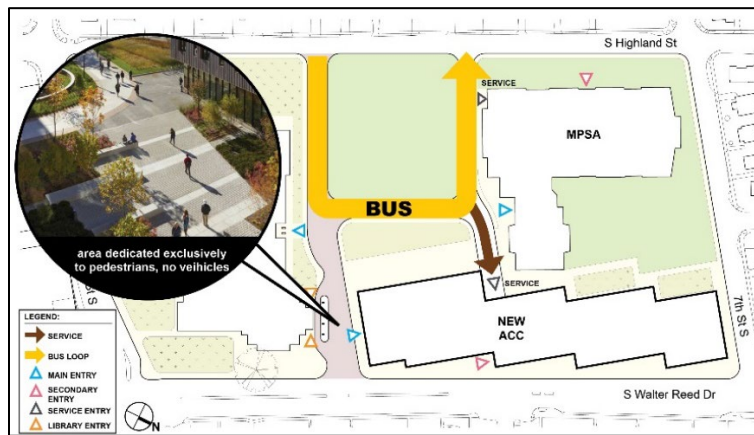 S Highland St
SERVICE
MPSA
BUS
area dedicated exclusively
to pedestrians, no veihicles
SERVICE
NEW
ACC
7th St S
St S
S Walter Reed Dr
LEGEND:
SERVICE
BUS LOOP
MAIN ENTRY
SECONDARY
ENTRY
SERVICE ENTRY
LIBRARY ENTRY
N